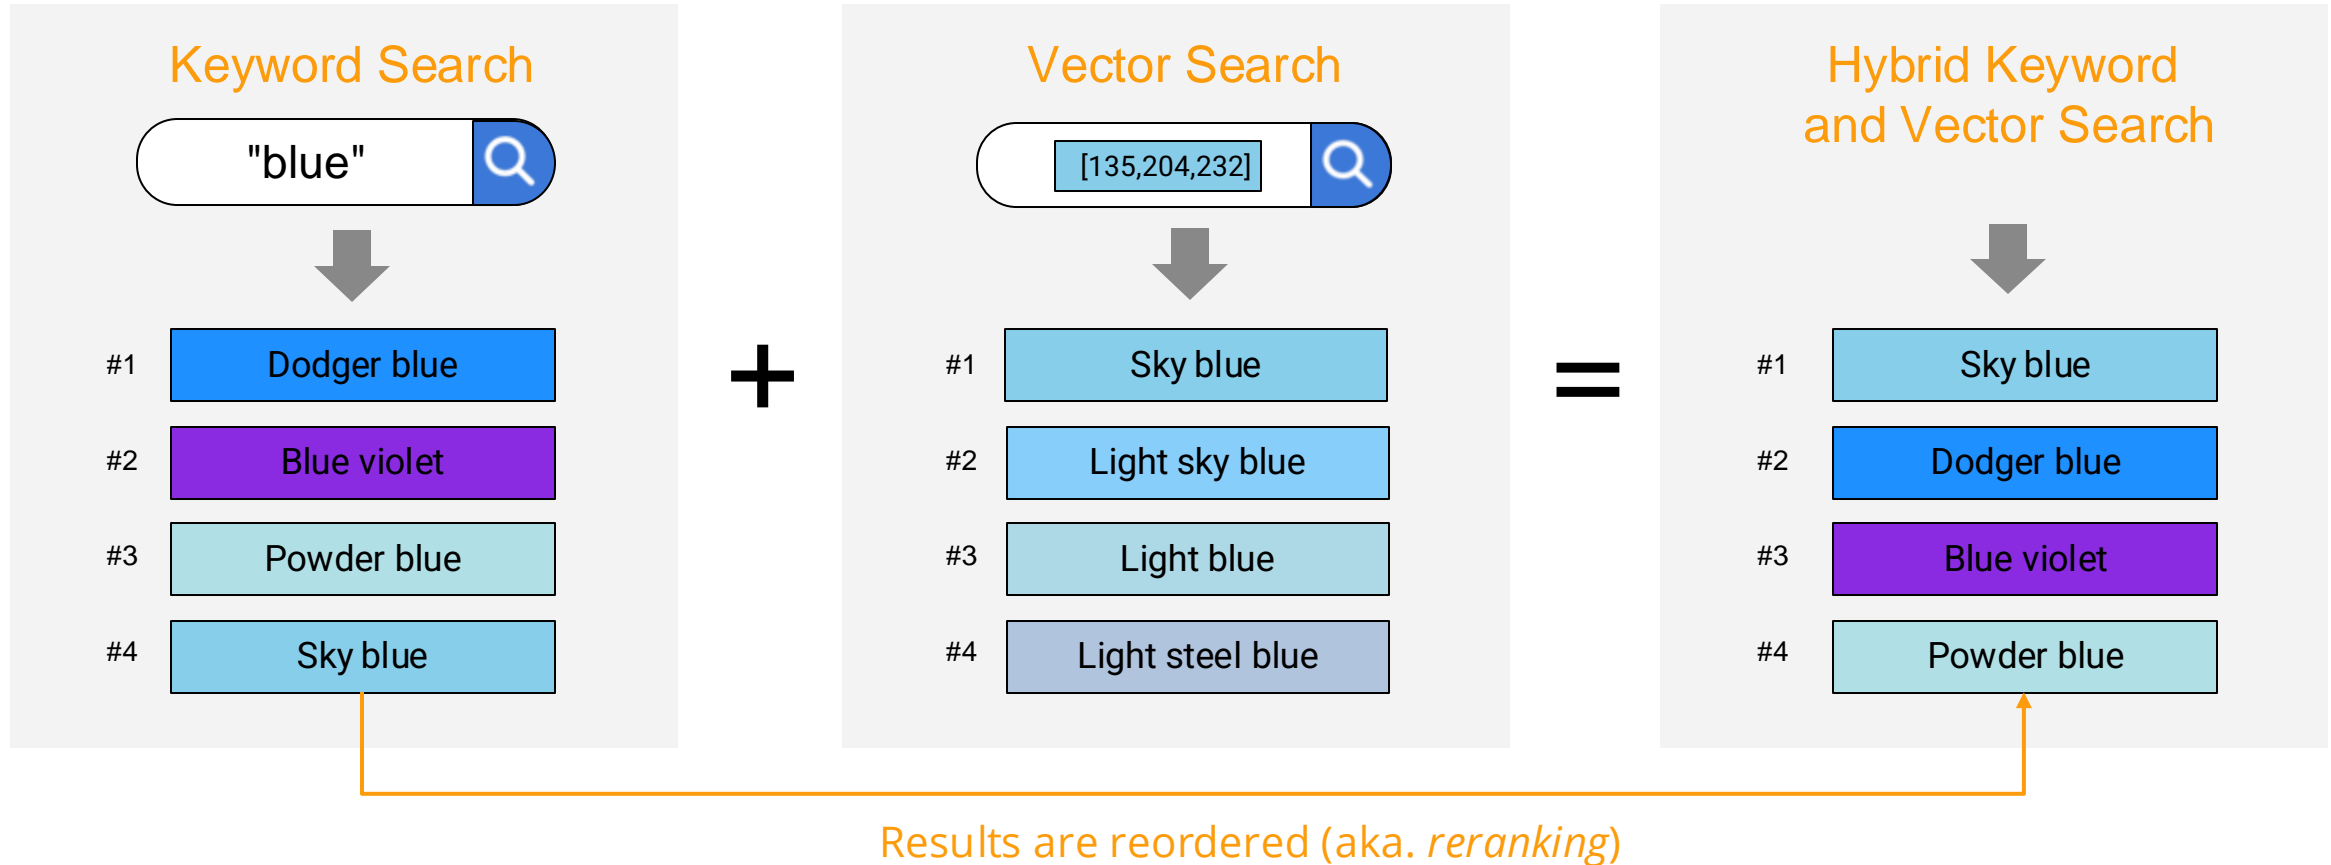 Keyword Search
"blue"
#1 Dodger blue
#2 Blue violet
#3 Powder blue
#4 Sky blue
+
Vector Search
[135,204,232]
#1 Sky blue
#2 Light sky blue
#3 Light blue
#4 Light steel blue
=
Hybrid Keyword
and Vector Search
#1 Sky blue
#2 Dodger blue
#3 Blue violet
#4 Powder blue
Results are reordered (aka. reranking)